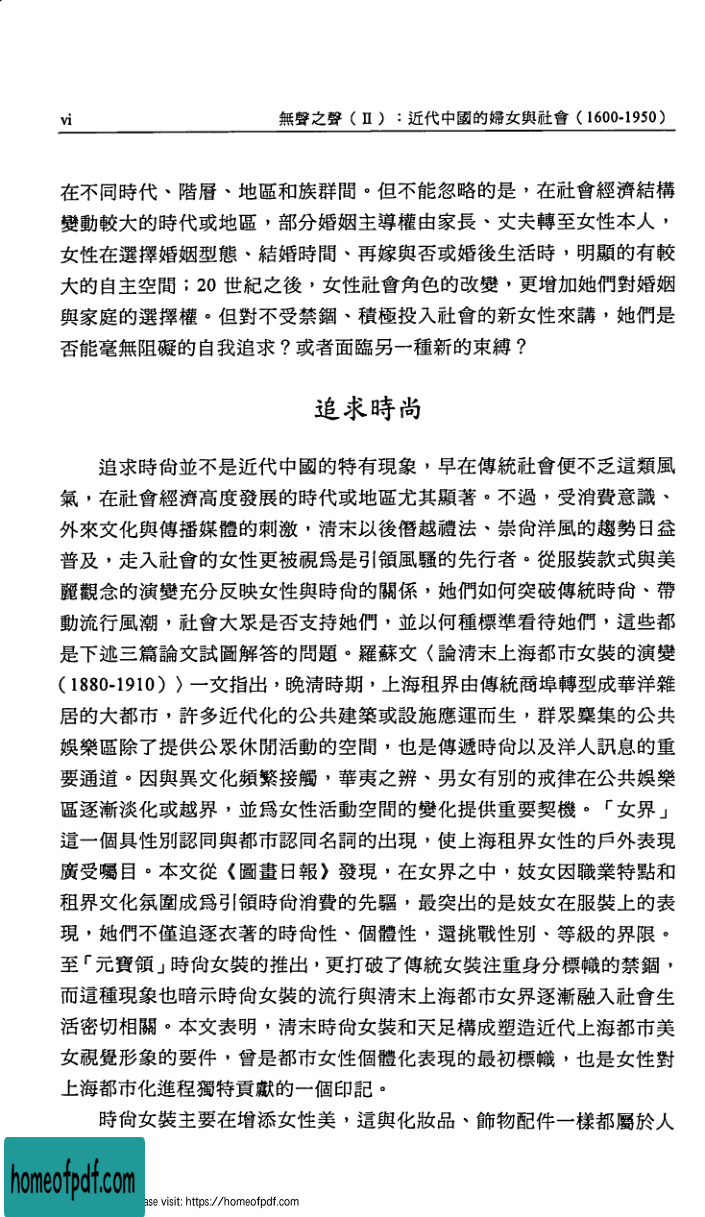 vi
無聲之聲（Ⅱ）：近代中國的婦女與社會（1600-1950）
在不同時代、階層、地區和族群間。但不能忽略的是，在社會經濟結構
變動較大的時代或地區，部分婚姻主導權由家長、丈夫轉至女性本人，
女性在選擇婚姻型態、結婚時間、再嫁與否或婚後生活時，明顯的有較
大的自主空間；20 世紀之後，女性社會角色的改變，更增加她們對婚姻
與家庭的選擇權。但對不受禁錮、積極投入社會的新女性來講，她們是
否能毫無阻礙的自我追求？或者面臨另一種新的束縛？
追求時尚
追求時尚並不是近代中國的特有現象，早在傳統社會便不乏這類風
氣，在社會經濟高度發展的時代或地區尤其顯著。不過，受消費意識、
外來文化與傳播媒體的刺激，清末以後僭越禮法、崇尚洋風的趨勢日益
普及，走入社會的女性更被視為是引領風騷的先行者。從服裝款式與美
麗觀念的演變充分反映女性與時尚的關係，她們如何突破傳統時尚、帶
動流行風潮，社會大眾是否支持她們，並以何種標準看待她們，這些都
是下述三篇論文試圖解答的問題。羅蘇文〈論清末上海都市女裝的演變
（1880-1910）〉一文指出，晚清時期，上海租界由傳統商埠轉型成華洋雜
居的大都市，許多近代化的公共建築或設施應運而生，群眾麇集的公共
娛樂區除了提供公眾休閒活動的空間，也是傳遞時尚以及洋人訊息的重
要通道。因與異文化頻繁接觸，華夷之辨、男女有別的戒律在公共娛樂
區逐漸淡化或越界，並為女性活動空間的變化提供重要契機。「女界」
這一個具性別認同與都市認同名詞的出現，使上海租界女性的戶外表現
廣受囑目。本文從《圖畫日報》發現，在女界之中，妓女因職業特點和
租界文化氛圍成為引領時尚消費的先驅，最突出的是妓女在服裝上的表
現，她們不僅追逐衣著的時尚性、個體性，還挑戰性別、等級的界限。
至「元寶領」時尚女裝的推出，更打破了傳統女裝注重身分標幟的禁錮，
而這種現象也暗示時尚女裝的流行與清末上海都市女界逐漸融入社會生
活密切相關。本文表明，清末時尚女裝和天足構成塑造近代上海都市美
女視覺形象的要件，曾是都市女性個體化表現的最初標幟，也是女性對
上海都市化進程獨特貢獻的一個印記。
時尚女裝主要在增添女性美，這與化妝品、飾物配件一樣都屬於人
homeofpdf.com
ase visit: https://homeofpdf.com